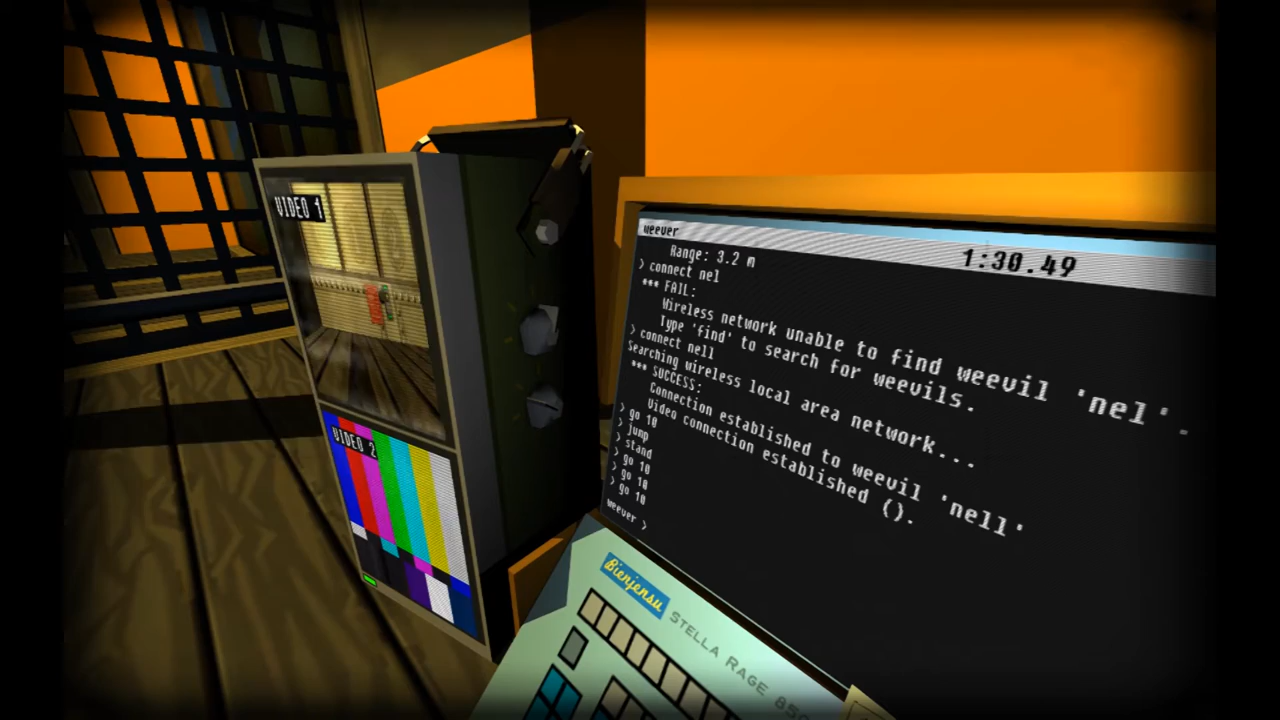 VIDEO 1
VIDEO 2
weever
1:30.49
Range: 3.2 m
> connect nel
*** FAIL:
Wireless network unable to find weevil 'nel'.
Type 'find' to search for weevils.
> connect nell
Searching wireless local area network...
*** SUCCESS:
Connection established to weevil 'nell'
Video connection established ().
> go 10
> jump
> stand
> go 10
> go 10
> go 10
weever >
Bienjensu
STELLA RAGE 850